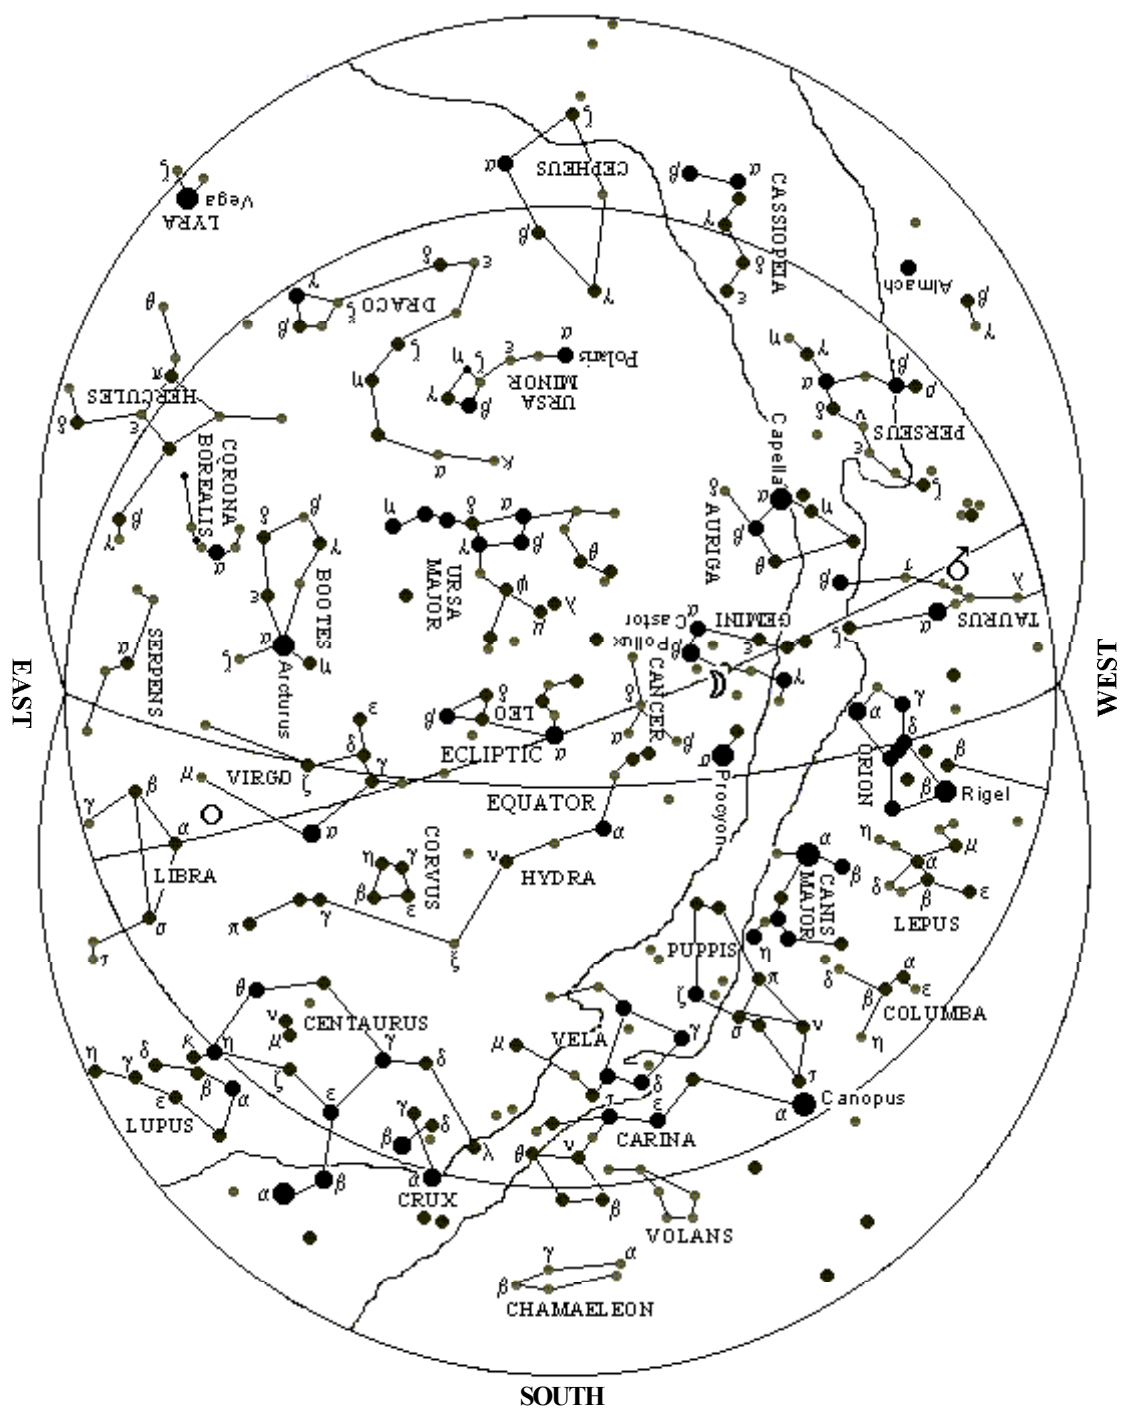 ζ
α
CEPHEUS
β
α
CASSIOPEIA
ζ
Vega
LYRA
β
γ
γ
δ
ε
Almach
β
γ
δ
ε
γ
DRACO
ζ
β
θ
ζ
η
α
Polaris
ε
ζ
η
URSA
MINOR
γ
β
η
γ
α
β
ρ
δ
ν
PERSEUS
ε
ζ
π
HERCULES
δ
ε
α
κ
CORONA
BOREALIS
β
γ
α
Capella
α
η
δ
β
θ
AURIGA
β
δ
γ
ε
BOOTES
α
ζ
η
Arcturus
η
δ
α
γ
β
URSA
MAJOR
θ
ψ
λ
μ
β
τ
λ
α
ζ
TAURUS
GEMINI
α
Castor
β
Pollux
ε
γ
SERPENS
α
EAST
WEST
CANCER
δ
α
β
LEO
δ
β
α
ε
δ
γ
ECLIPTIC
α
Procyon
α
γ
δ
ORION
β
Rigel
β
μ
VIRGO
ζ
α
EQUATOR
γ
β
α
LIBRA
σ
τ
CORVUS
η
γ
β
ε
α
ν
HYDRA
π
γ
ξ
α
β
CANIS
MAJOR
η
η
α
μ
δ
β
ε
LEPUS
PUPPIS
π
ζ
σ
ν
τ
δ
α
β
ε
COLUMBA
η
θ
ν
CENTAURUS
μ
κ
η
γ
δ
ζ
ε
VELA
μ
γ
δ
η
γ
δ
β
α
ε
LUPUS
γ
β
δ
α
CRUX
λ
α
β
τ
ε
α
Canopus
CARINA
θ
ν
β
VOLANS
γ
α
β
CHAMAELEON
SOUTH